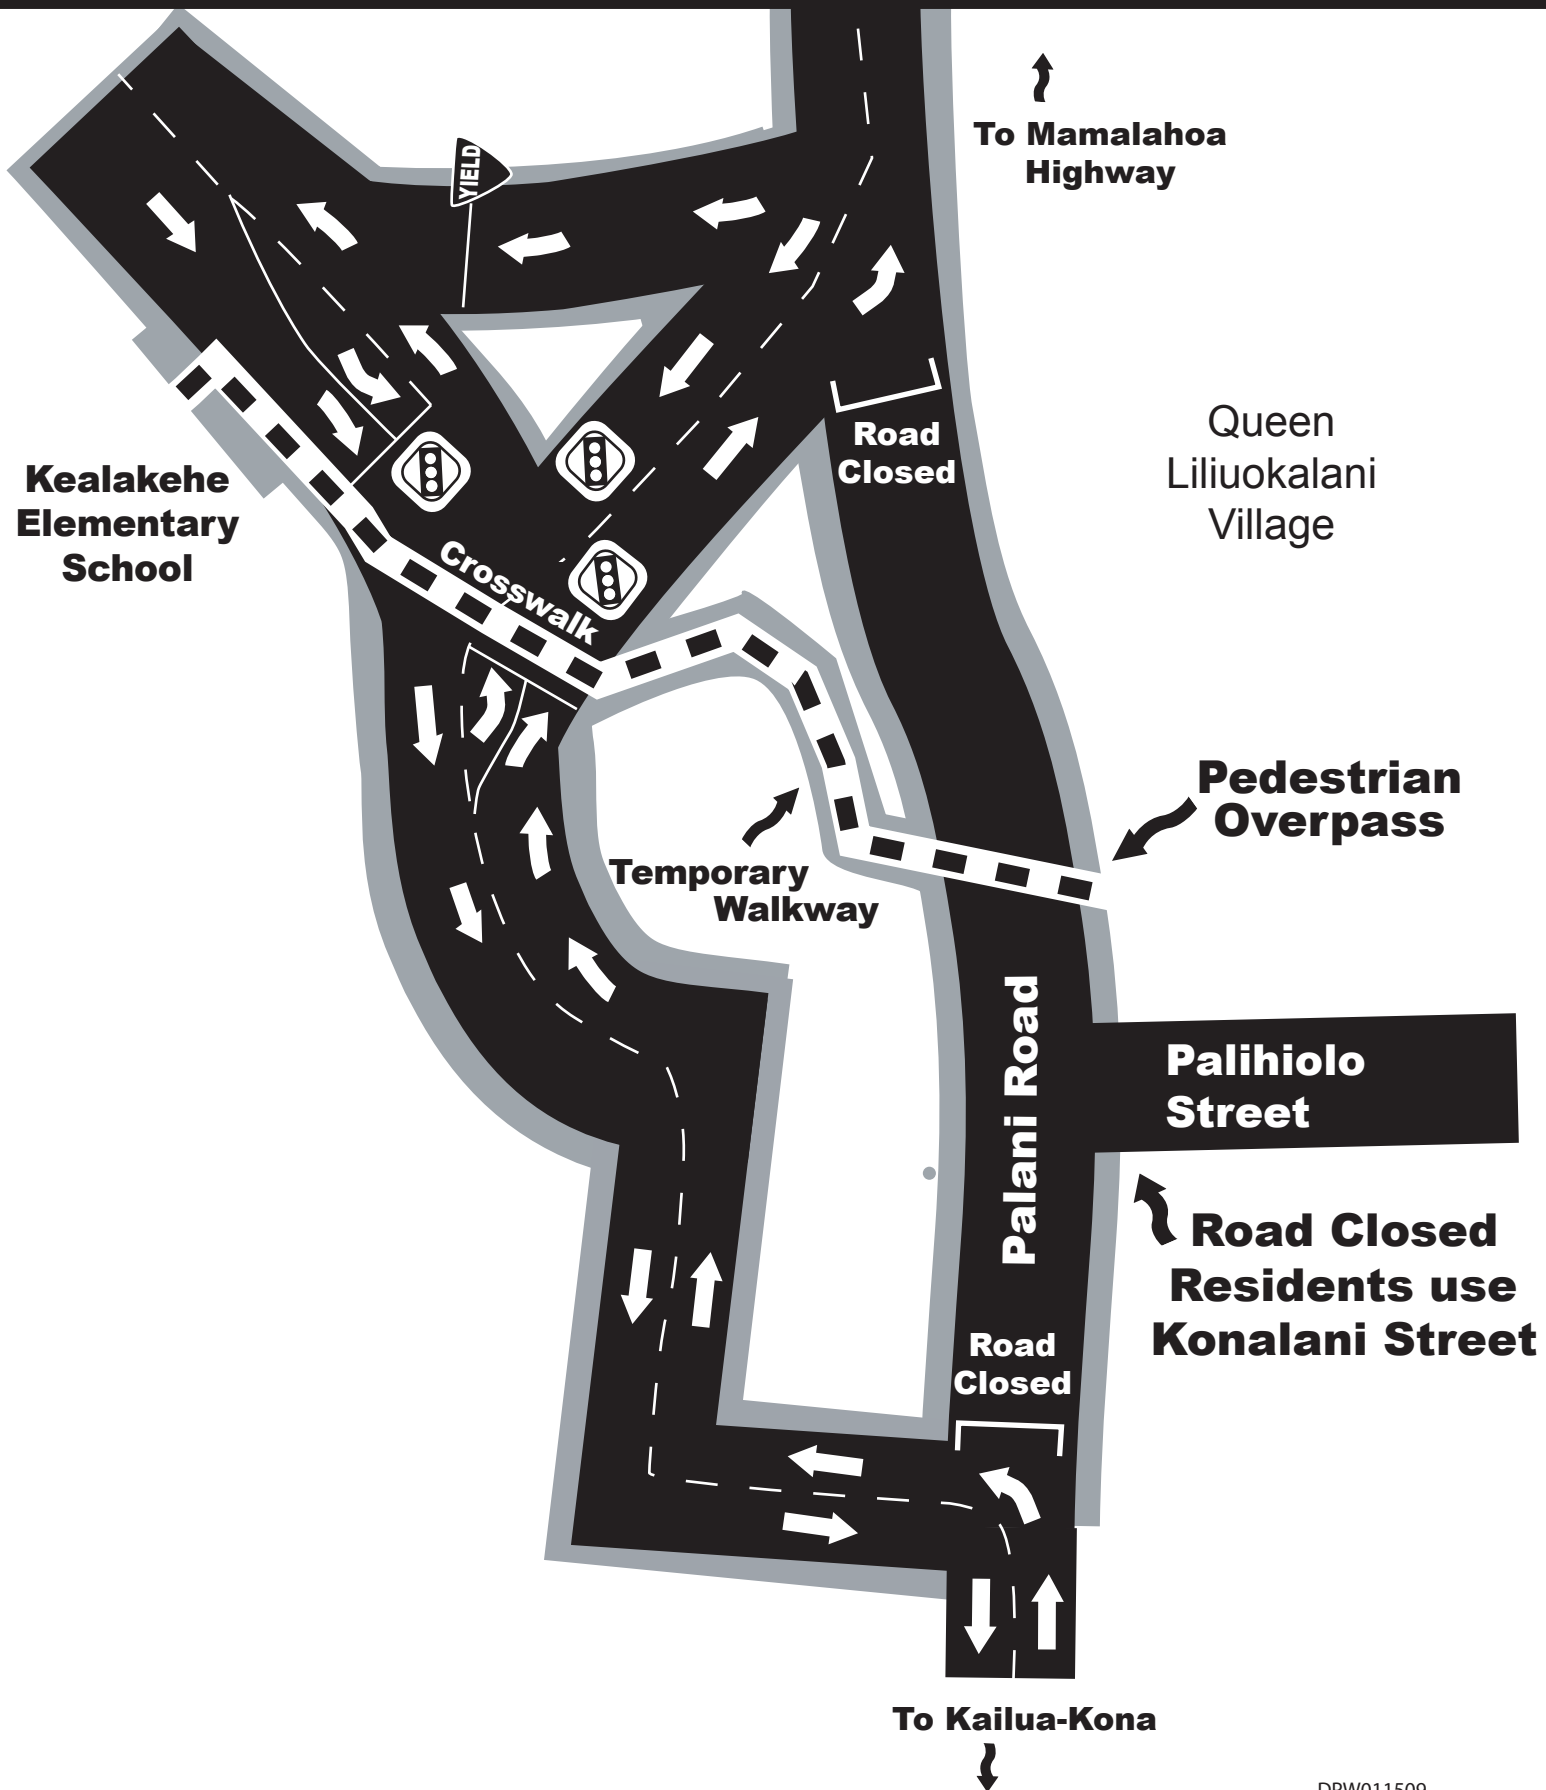 To Mamalahoa
Highway
YIELD
Queen
Liliuokalani
Village
Road
Closed
Kealakehe
Elementary
School
Crosswalk
Pedestrian
Overpass
Temporary
Walkway
Palani Road
Palihiolo
Street
Road Closed
Residents use
Konalani Street
Road
Closed
To Kailua-Kona
DPW011509